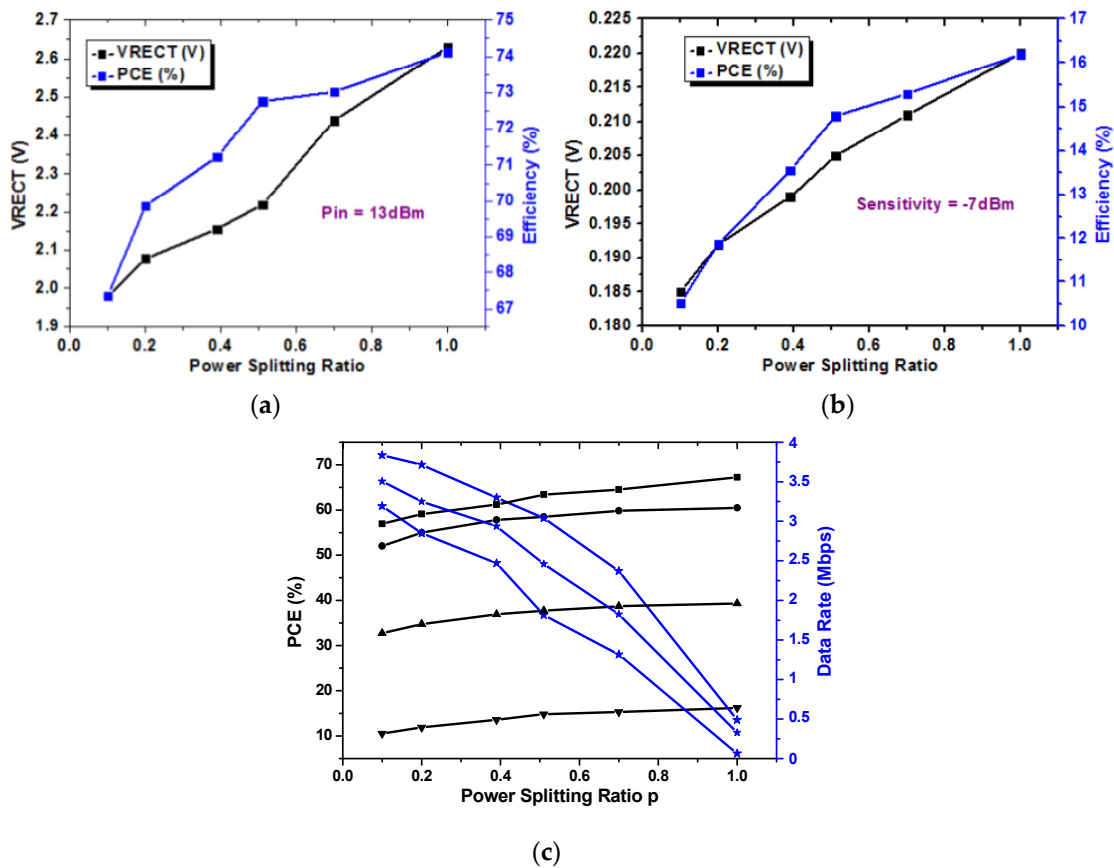 2.7
2.6
2.5
2.4
2.3
2.2
2.1
2.0
1.9
VRECT (V)
VRECT (V)
PCE (%)
Pin = 13dBm
75
74
73
72
71
70
69
68
67
Efficiency (%)
0.0 0.2 0.4 0.6 0.8 1.0
Power Splitting Ratio
(a)
0.225
0.220
0.215
0.210
0.205
0.200
0.195
0.190
0.185
0.180
VRECT (V)
VRECT (V)
PCE (%)
Sensitivity = -7dBm
17
16
15
14
13
12
11
10
Efficiency (%)
0.0 0.2 0.4 0.6 0.8 1.0
Power Splitting Ratio
(b)
70
60
50
40
30
20
10
PCE (%)
4
3.5
3
2.5
2
1.5
1
0.5
0
Data Rate (Mbps)
0.0 0.2 0.4 0.6 0.8 1.0
Power Splitting Ratio p
(c)